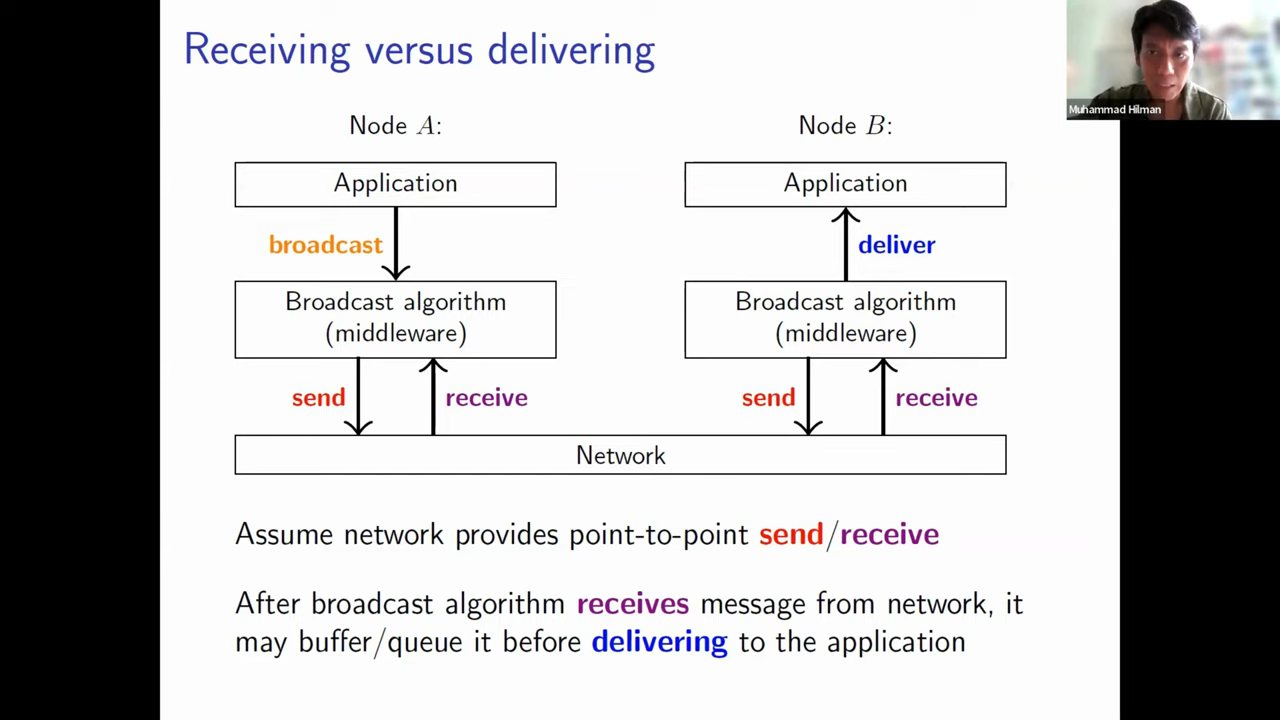 Receiving versus delivering
Muhammad Hilman
Node A:
Node B:
Application
Application
broadcast
deliver
Broadcast algorithm
(middleware)
Broadcast algorithm
(middleware)
send
receive
send
receive
Network
Assume network provides point-to-point send/receive
After broadcast algorithm receives message from network, it
may buffer/queue it before delivering to the application